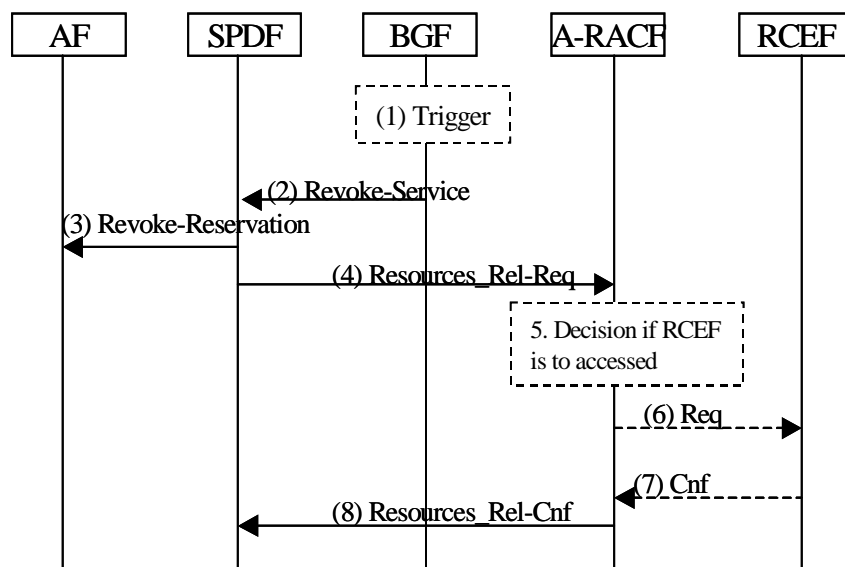 AF SPDF BGF A-RACF RCEF
(1) Trigger
(2) Revoke-Service
(3) Revoke-Reservation
(4) Resources_Rel-Req
5. Decision if RCEF
is to accessed
(6) Req
(7) Cnf
(8) Resources_Rel-Cnf